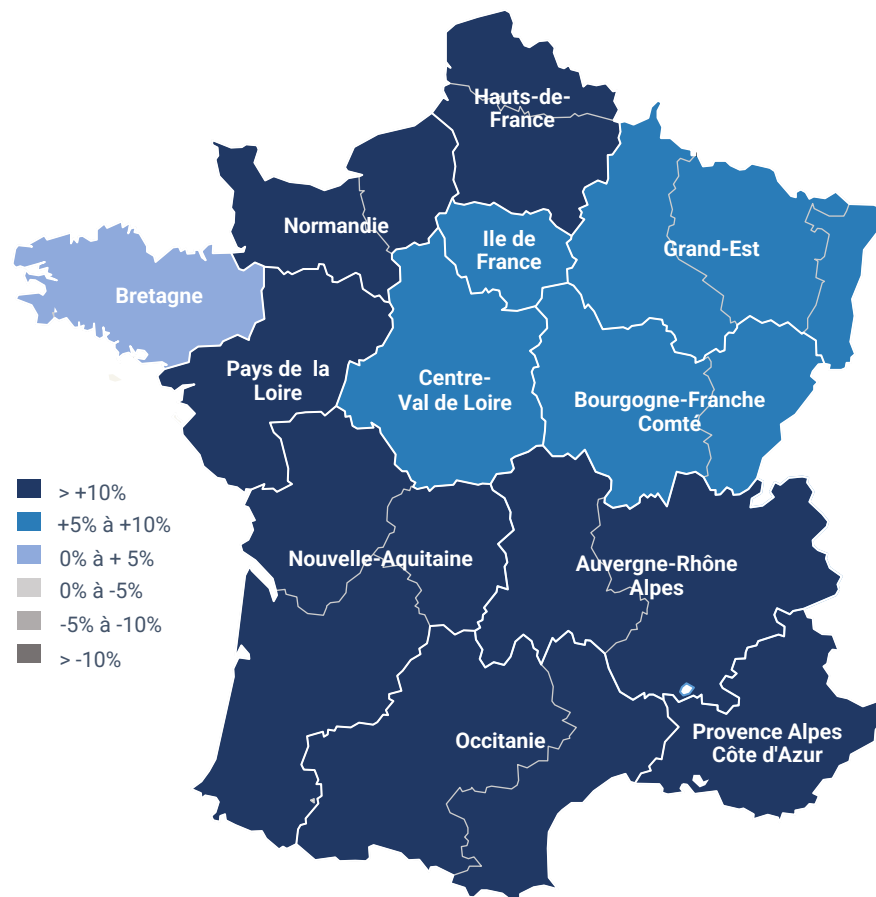 Hauts-de-
France
Normandie
Ile de
France
Grand-Est
Bretagne
Pays de  la
Loire
Centre-
Val de Loire
Bourgogne-Franche
Comté
> +10%
+5% à +10%
0% à + 5%
0% à -5%
-5% à -10%
> -10%
Nouvelle-Aquitaine
Auvergne-Rhône
Alpes
Occitanie
Provence Alpes
Côte d'Azur